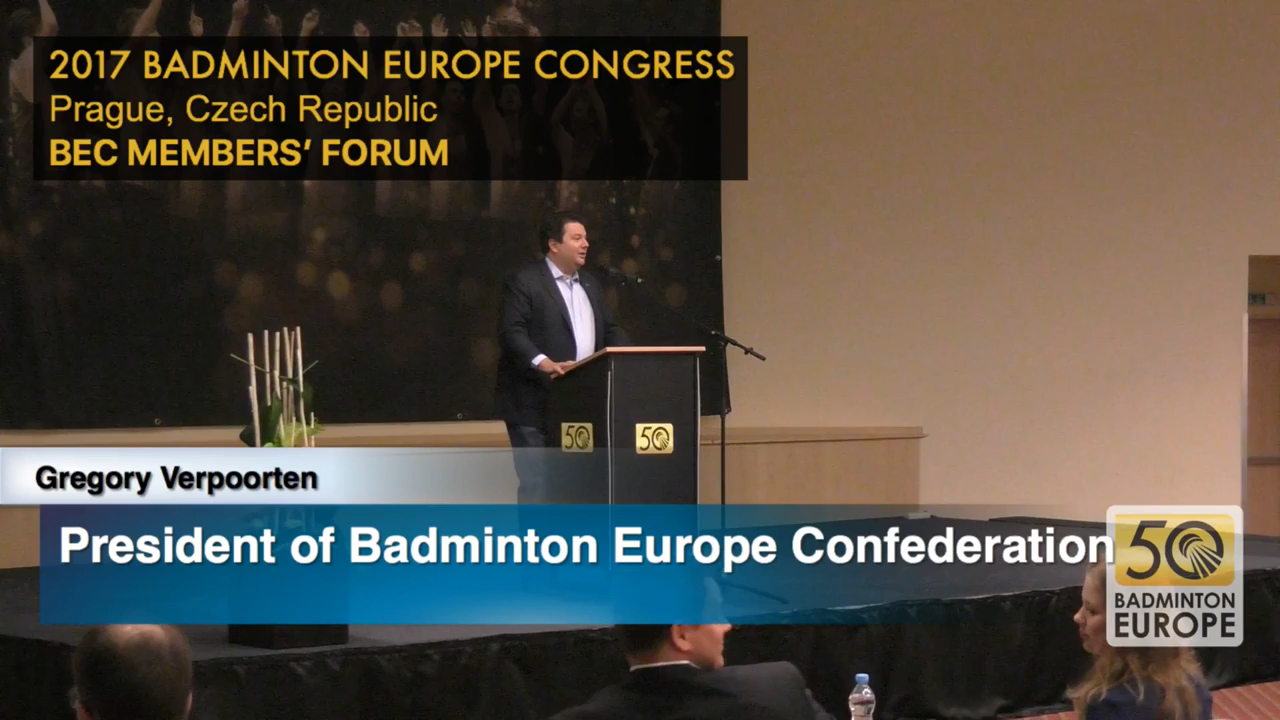 2017 BADMINTON EUROPE CONGRESS
Prague, Czech Republic
BEC MEMBERS’ FORUM
50
50
Gregory Verpoorten
President of Badminton Europe Confederation
50
BADMINTON
EUROPE